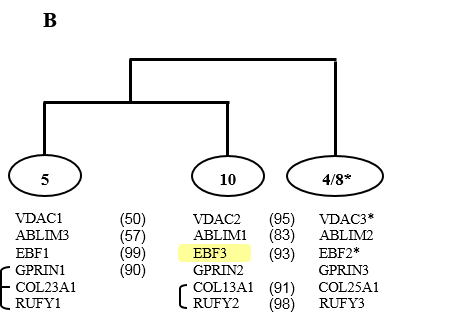 B
5 10 4/8*
VDAC1 (50) VDAC2 (95) VDAC3*
ABLIM3 (57) ABLIM1 (83) ABLIM2
EBF1 (99) EBF3 (93) EBF2*
GPRIN1 (90) GPRIN2 GPRIN3
COL23A1 COL13A1 (91) COL25A1
RUFY1 RUFY2 (98) RUFY3